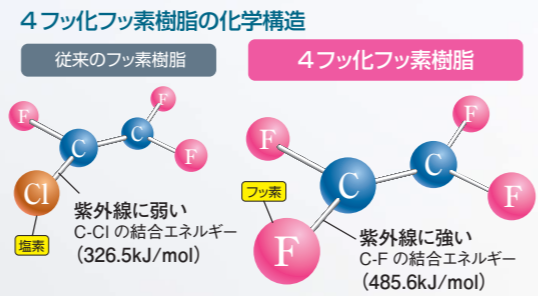 4フッ化フッ素樹脂の化学構造
従来のフッ素樹脂
F
F
C
C
F
Cl
塩素
紫外線に弱い
C-Clの結合エネルギー
(326.5kJ/mol)
4フッ化フッ素樹脂
F
F
C
C
F
フッ素
F
紫外線に強い
C-Fの結合エネルギー
(485.6kJ/mol)